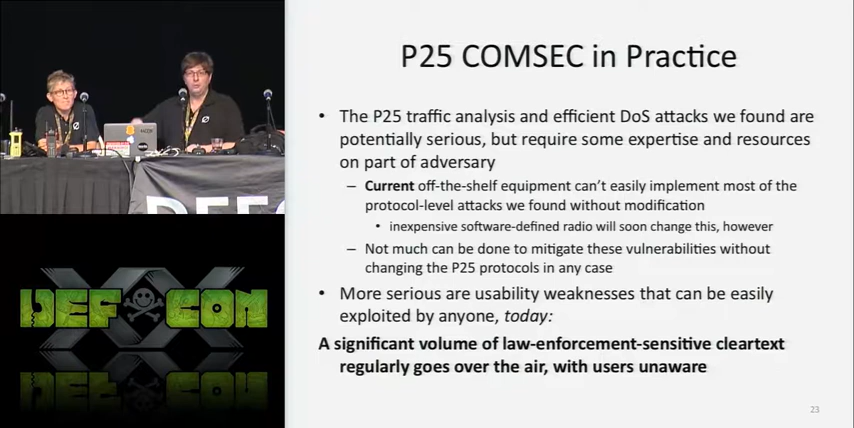 P25 COMSEC in Practice
• The P25 traffic analysis and efficient DoS attacks we found are
potentially serious, but require some expertise and resources
on part of adversary
– Current off-the-shelf equipment can't easily implement most of the
protocol-level attacks we found without modification
• inexpensive software-defined radio will soon change this, however
– Not much can be done to mitigate these vulnerabilities without
changing the P25 protocols in any case
• More serious are usability weaknesses that can be easily
exploited by anyone, today:
A significant volume of law-enforcement-sensitive cleartext
regularly goes over the air, with users unaware
23
DEF CON
XX